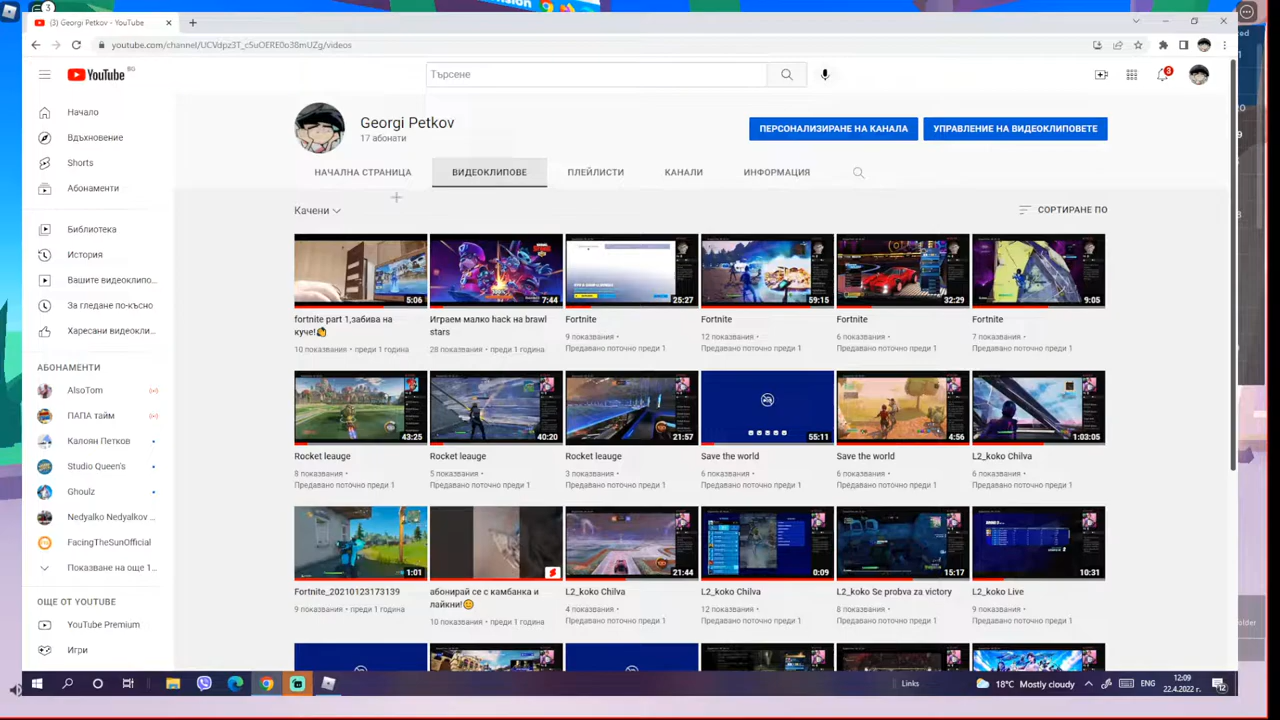 (3) Georgi Petkov - YouTube
youtube.com/channel/UCVdpz3T_c5uOERE0o38mUZg/videos
YouTube BG
Търсене
3
Начало
Вдъхновение
Shorts
Абонаменти
Библиотека
История
Вашите видеоклипо...
За гледане по-късно
Харесани видеокли...
АБОНАМЕНТИ
AlsoTom
ПАПА тайм
Калоян Петков
Studio Queen's
Ghoulz
Nedyalko Nedyalkov ...
FacingTheSunOfficial
Показване на още 1...
ОЩЕ ОТ YOUTUBE
YouTube Premium
Игри
Georgi Petkov
17 абонати
ПЕРСОНАЛИЗИРАНЕ НА КАНАЛА
УПРАВЛЕНИЕ НА ВИДЕОКЛИПОВЕТЕ
НАЧАЛНА СТРАНИЦА
ВИДЕОКЛИПОВЕ
ПЛЕЙЛИСТИ
КАНАЛИ
ИНФОРМАЦИЯ
Качени
СОРТИРАНЕ ПО
5:06
fortnite part 1,забива на
куче!
10 показвания • преди 1 година
7:44
Играем малко hack на brawl
stars
28 показвания • преди 1 година
25:27
Fortnite
9 показвания •
Предавано поточно преди 1
59:15
Fortnite
12 показвания •
Предавано поточно преди 1
32:29
Fortnite
6 показвания •
Предавано поточно преди 1
9:05
Fortnite
7 показвания •
Предавано поточно преди 1
43:25
Rocket leauge
8 показвания •
Предавано поточно преди 1
40:20
Rocket leauge
5 показвания •
Предавано поточно преди 1
21:57
Rocket leauge
3 показвания •
Предавано поточно преди 1
55:11
Save the world
6 показвания •
Предавано поточно преди 1
4:56
Save the world
6 показвания •
Предавано поточно преди 1
1:03:05
L2_koko Chilva
6 показвания •
Предавано поточно преди 1
1:01
Fortnite_20210123173139
9 показвания • преди 1 година
абонирай се с камбанка и
лайкни!
10 показвания • преди 1 година
21:44
L2_koko Chilva
4 показвания •
Предавано поточно преди 1
0:09
L2_koko Chilva
12 показвания •
Предавано поточно преди 1
15:17
L2_koko Se probva za victory
8 показвания •
Предавано поточно преди 1
10:31
L2_koko Live
9 показвания •
Предавано поточно преди 1
Links
18°C Mostly cloudy
ENG
12:09
22.4.2022 г.
12